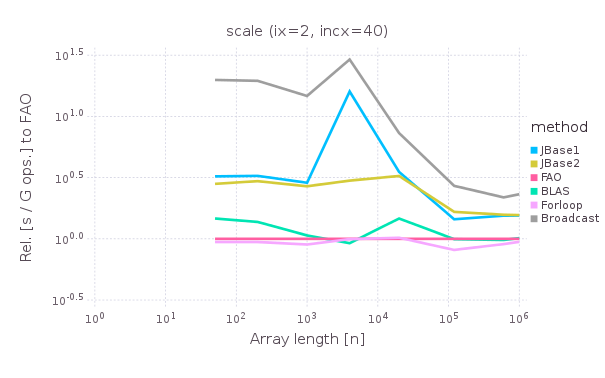 scale (ix=2, incx=40)
Rel. [s / G ops.] to FAO
10^1.5
10^1.0
10^0.5
10^0.0
10^-0.5
10^0 10^1 10^2 10^3 10^4 10^5 10^6
Array length [n]
method
JBase1
JBase2
FAO
BLAS
Forloop
Broadcast